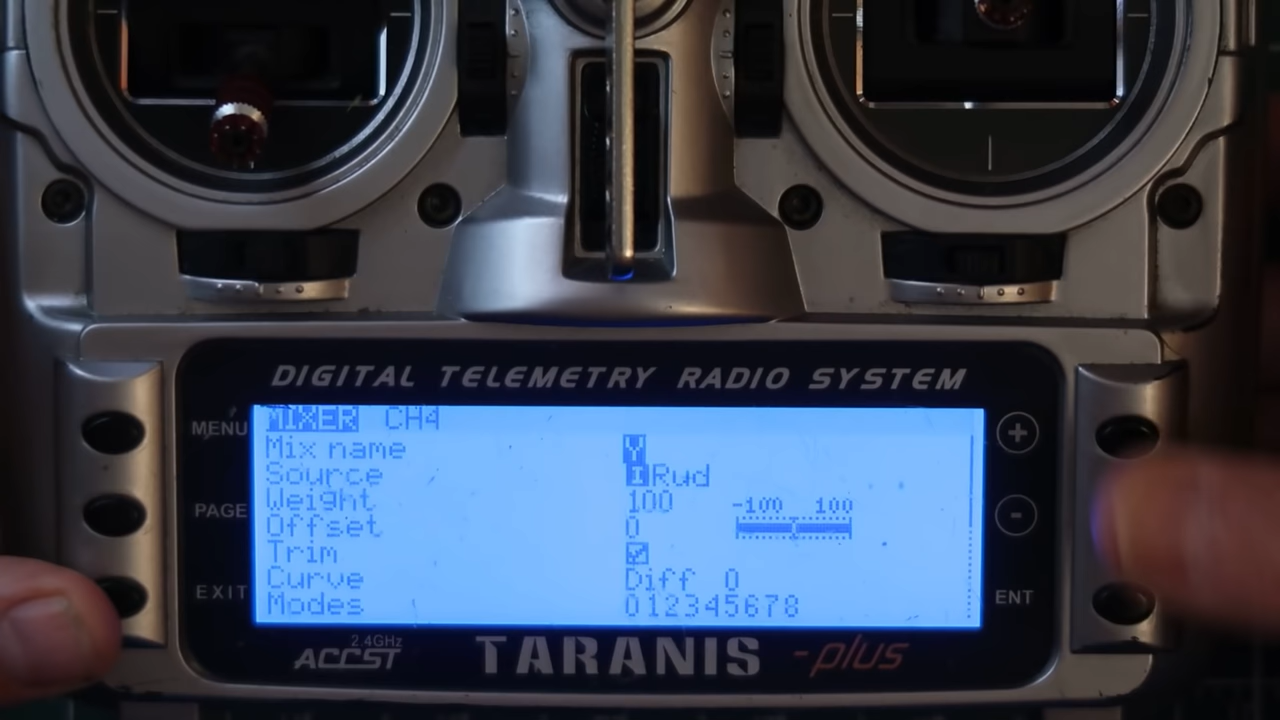 DIGITAL TELEMETRY RADIO SYSTEM
MENU
PAGE
EXIT
MIXER CH4
Mix name Y
Source I Rud
Weight 100
Offset 0
-100 100
Trim
Curve Diff 0
Modes 012345678
+
-
ENT
2.4GHz
ACCST
TARANIS -plus